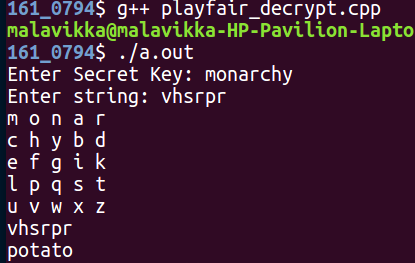 161_0794$ g++ playfair_decrypt.cpp
malavikka@malavikka-HP-Pavilion-Lapto
161_0794$ ./a.out
Enter Secret Key: monarchy
Enter string: vhsrpr
m o n a r
c h y b d
e f g i k
l p q s t
u v w x z
vhsrpr
potato